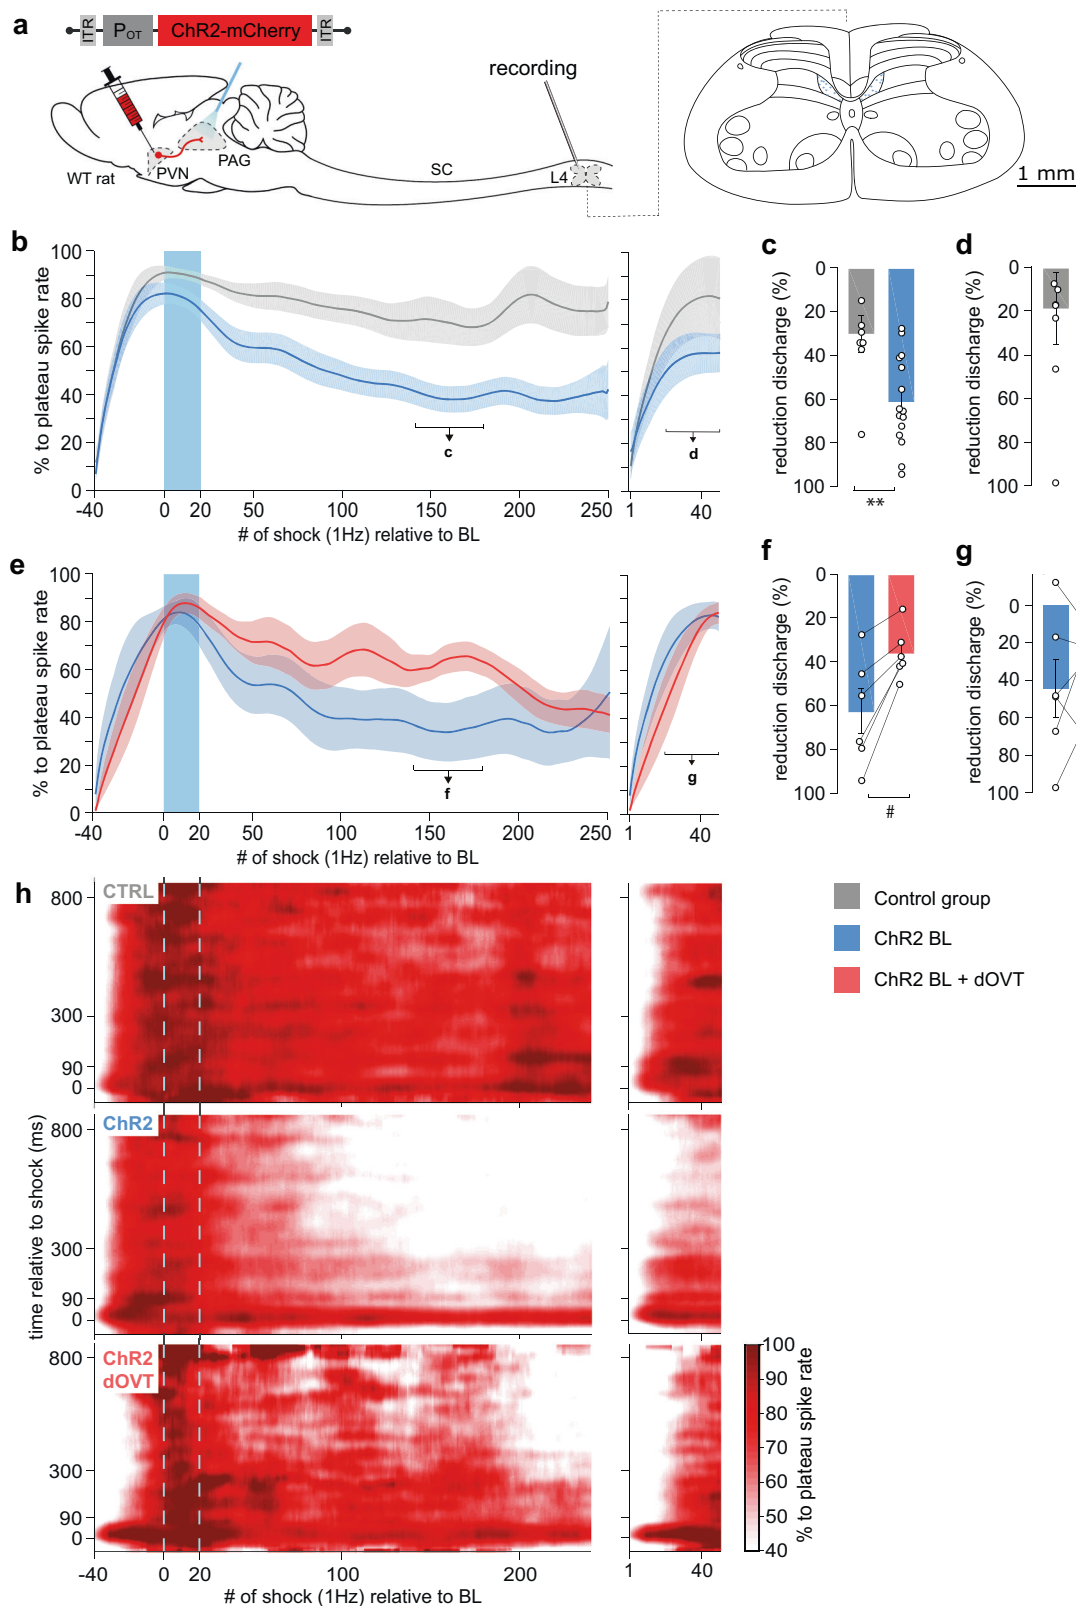 a
ITR
P_OT
ChR2-mCherry
ITR
recording
WT rat
PVN
PAG
SC
L4
1 mm
b
% to plateau spike rate
100
80
60
40
20
0
c
-40
0
20
50
100
150
200
250
# of shock (1Hz) relative to BL
d
1
40
c
reduction discharge (%)
0
20
40
60
80
100
**
d
reduction discharge (%)
0
20
40
60
80
100
e
% to plateau spike rate
100
80
60
40
20
0
f
-40
0
20
50
100
150
200
250
# of shock (1Hz) relative to BL
g
1
40
f
reduction discharge (%)
0
20
40
60
80
100
#
g
reduction discharge (%)
0
20
40
60
80
100
h
CTRL
800
300
90
0
ChR2
time relative to shock (ms)
800
300
90
0
ChR2
dOVT
800
300
90
0
-40
0
20
100
200
# of shock (1Hz) relative to BL
1
40
Control group
ChR2 BL
ChR2 BL + dOVT
100
90
80
70
60
50
40
% to plateau spike rate